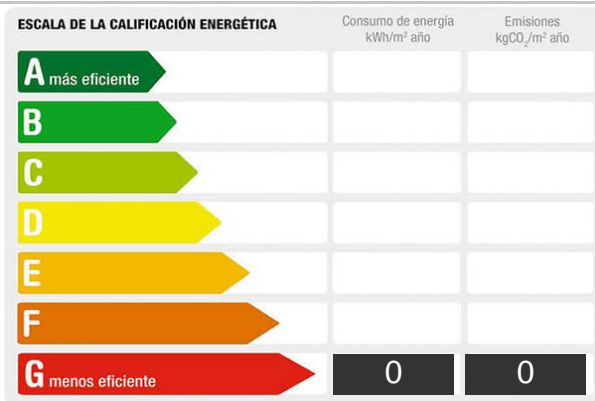 ESCALA DE LA CALIFICACIÓN ENERGÉTICA
Consumo de energía
kWh/m² año
Emisiones
kgCO₂/m² año
A más eficiente
B
C
D
E
F
G menos eficiente 0 0